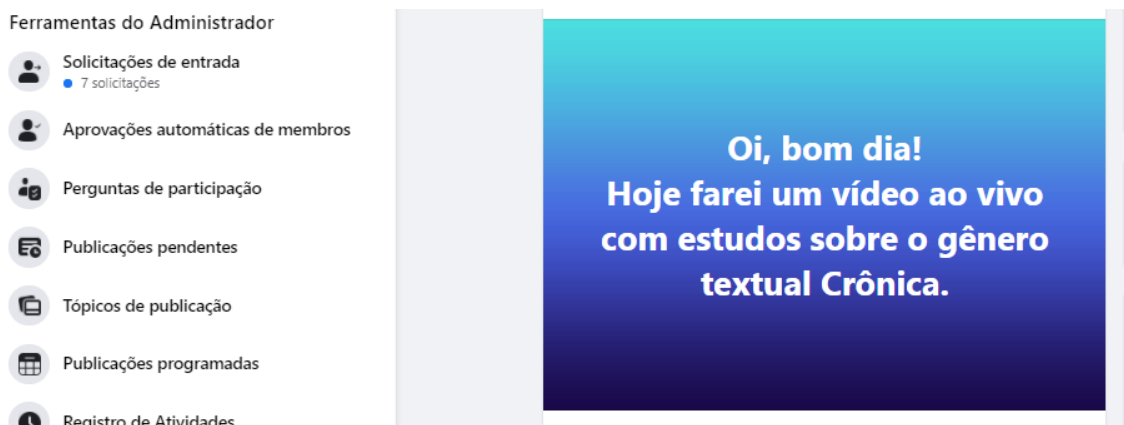 Ferramentas do Administrador
Solicitações de entrada
7 solicitações
Aprovações automáticas de membros
Perguntas de participação
Publicações pendentes
Tópicos de publicação
Publicações programadas
Registro de Atividades
Oi, bom dia!
Hoje farei um vídeo ao vivo
com estudos sobre o gênero
textual Crônica.